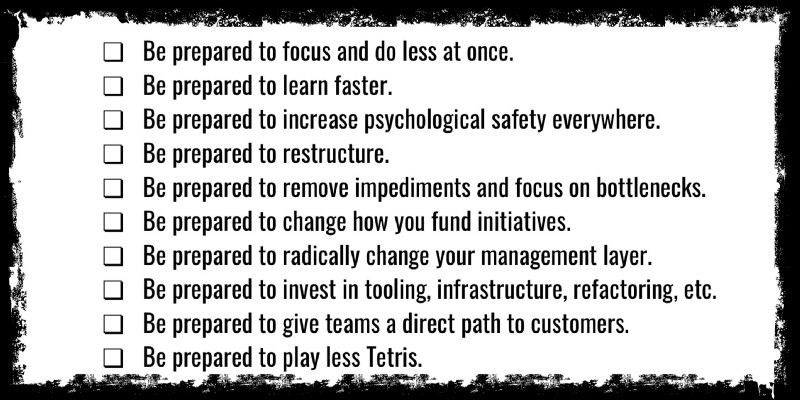 ❏ Be prepared to focus and do less at once.
❏ Be prepared to learn faster.
❏ Be prepared to increase psychological safety everywhere.
❏ Be prepared to restructure.
❏ Be prepared to remove impediments and focus on bottlenecks.
❏ Be prepared to change how you fund initiatives.
❏ Be prepared to radically change your management layer.
❏ Be prepared to invest in tooling, infrastructure, refactoring, etc.
❏ Be prepared to give teams a direct path to customers.
❏ Be prepared to play less Tetris.